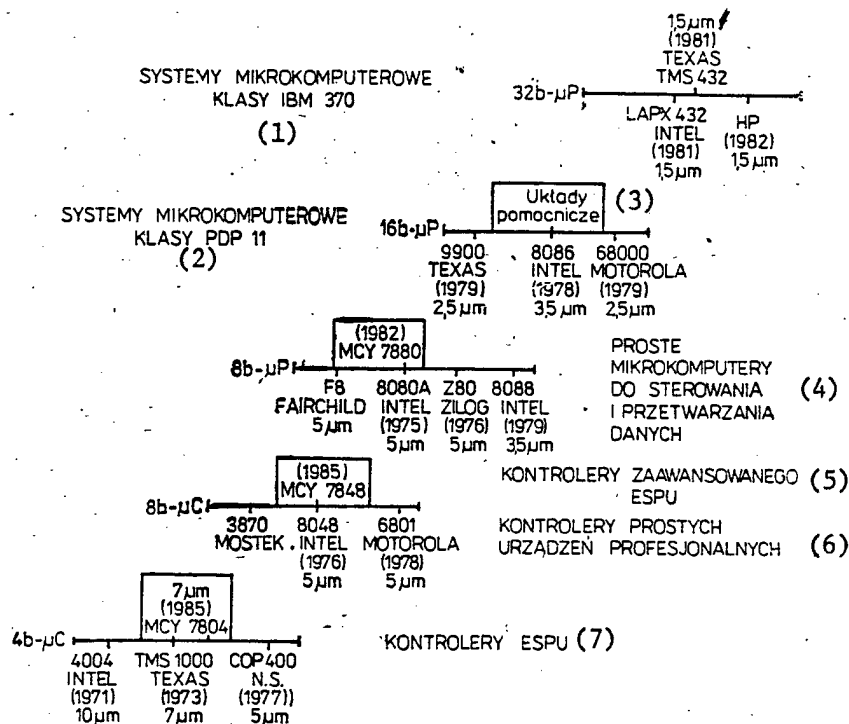 1,5µm
(1981)
TEXAS
TMS 432
SYSTEMY MIKROKOMPUTEROWE
KLASY IBM 370
(1)
32b-µP
LAPX 432
INTEL
(1981)
1,5µm
HP
(1982)
1,5µm
Układy
pomocnicze
(3)
SYSTEMY MIKROKOMPUTEROWE
KLASY PDP 11
(2)
16b-µP
9900
TEXAS
(1979)
2,5µm
8086
INTEL
(1978)
3,5µm
68000
MOTOROLA
(1979)
2,5µm
(1982)
MCY 7880
8b-µP
F8
FAIRCHILD
5µm
8080A
INTEL
(1975)
5µm
Z80
ZILOG
(1976)
5µm
8088
INTEL
(1979)
3,5µm
PROSTE
MIKROKOMPUTERY
DO STEROWANIA
I PRZETWARZANIA
DANYCH
(4)
(1985)
MCY 7848
8b-µC
3870
MOSTEK
8048
INTEL
(1976)
5µm
6801
MOTOROLA
(1978)
5µm
KONTROLERY ZAAWANSOWANEGO
ESPU
(5)
KONTROLERY PROSTYCH
URZĄDZEŃ PROFESJONALNYCH
(6)
7µm
(1985)
MCY 7804
4b-µC
4004
INTEL
(1971)
10µm
TMS 1000
TEXAS
(1973)
7µm
COP400
N.S.
(1977))
5µm
KONTROLERY ESPU (7)